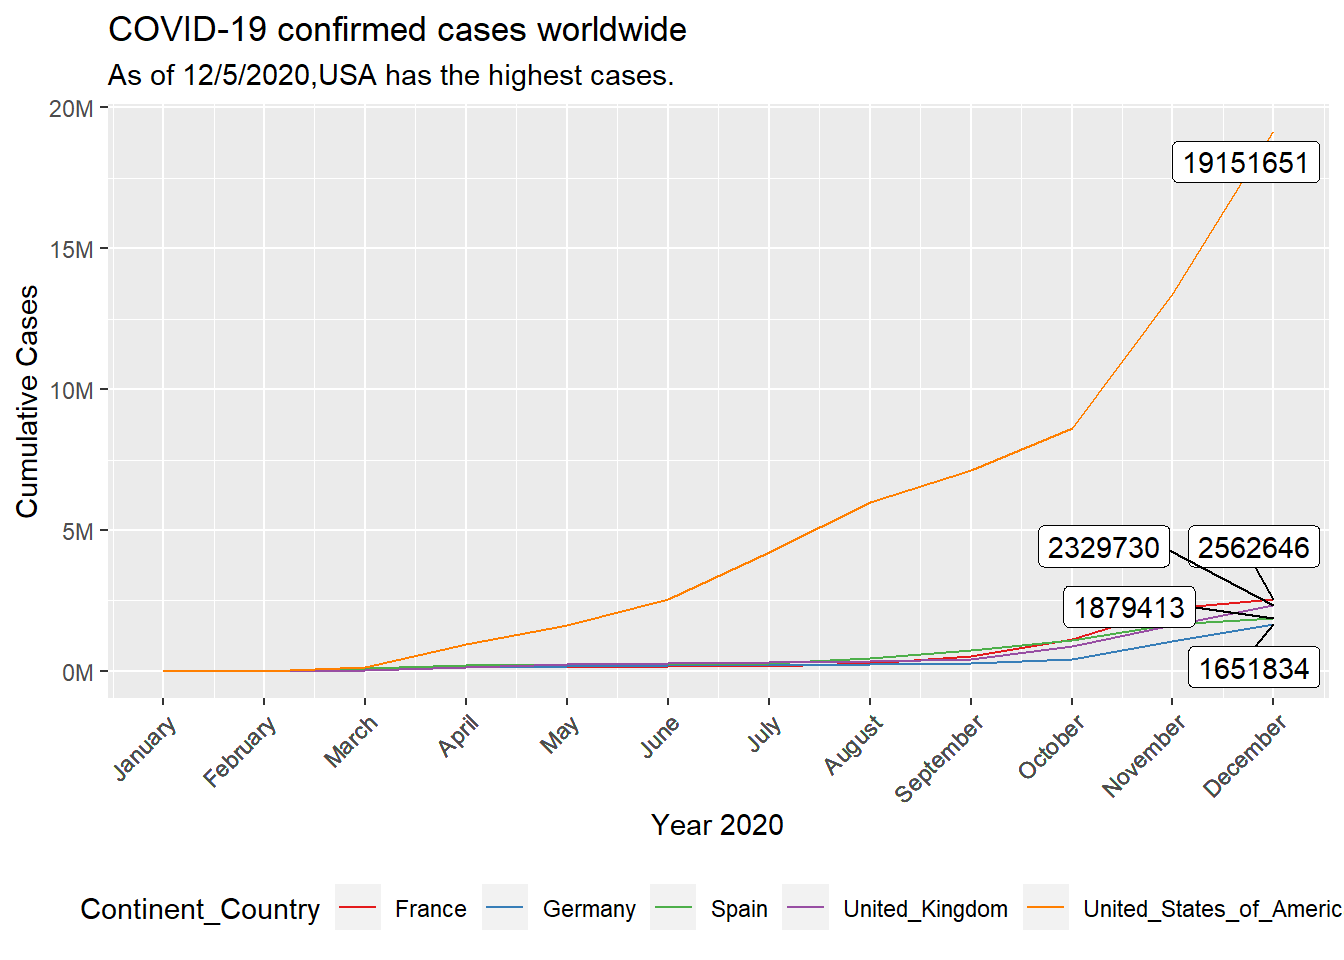 COVID-19 confirmed cases worldwide
As of 12/5/2020,USA has the highest cases.
Cumulative Cases
20M
15M
10M
5M
0M
19151651
2329730
2562646
1879413
1651834
January
February
March
April
May
June
July
August
September
October
November
December
Year 2020
Continent_Country
France
Germany
Spain
United_Kingdom
United_States_of_Americ